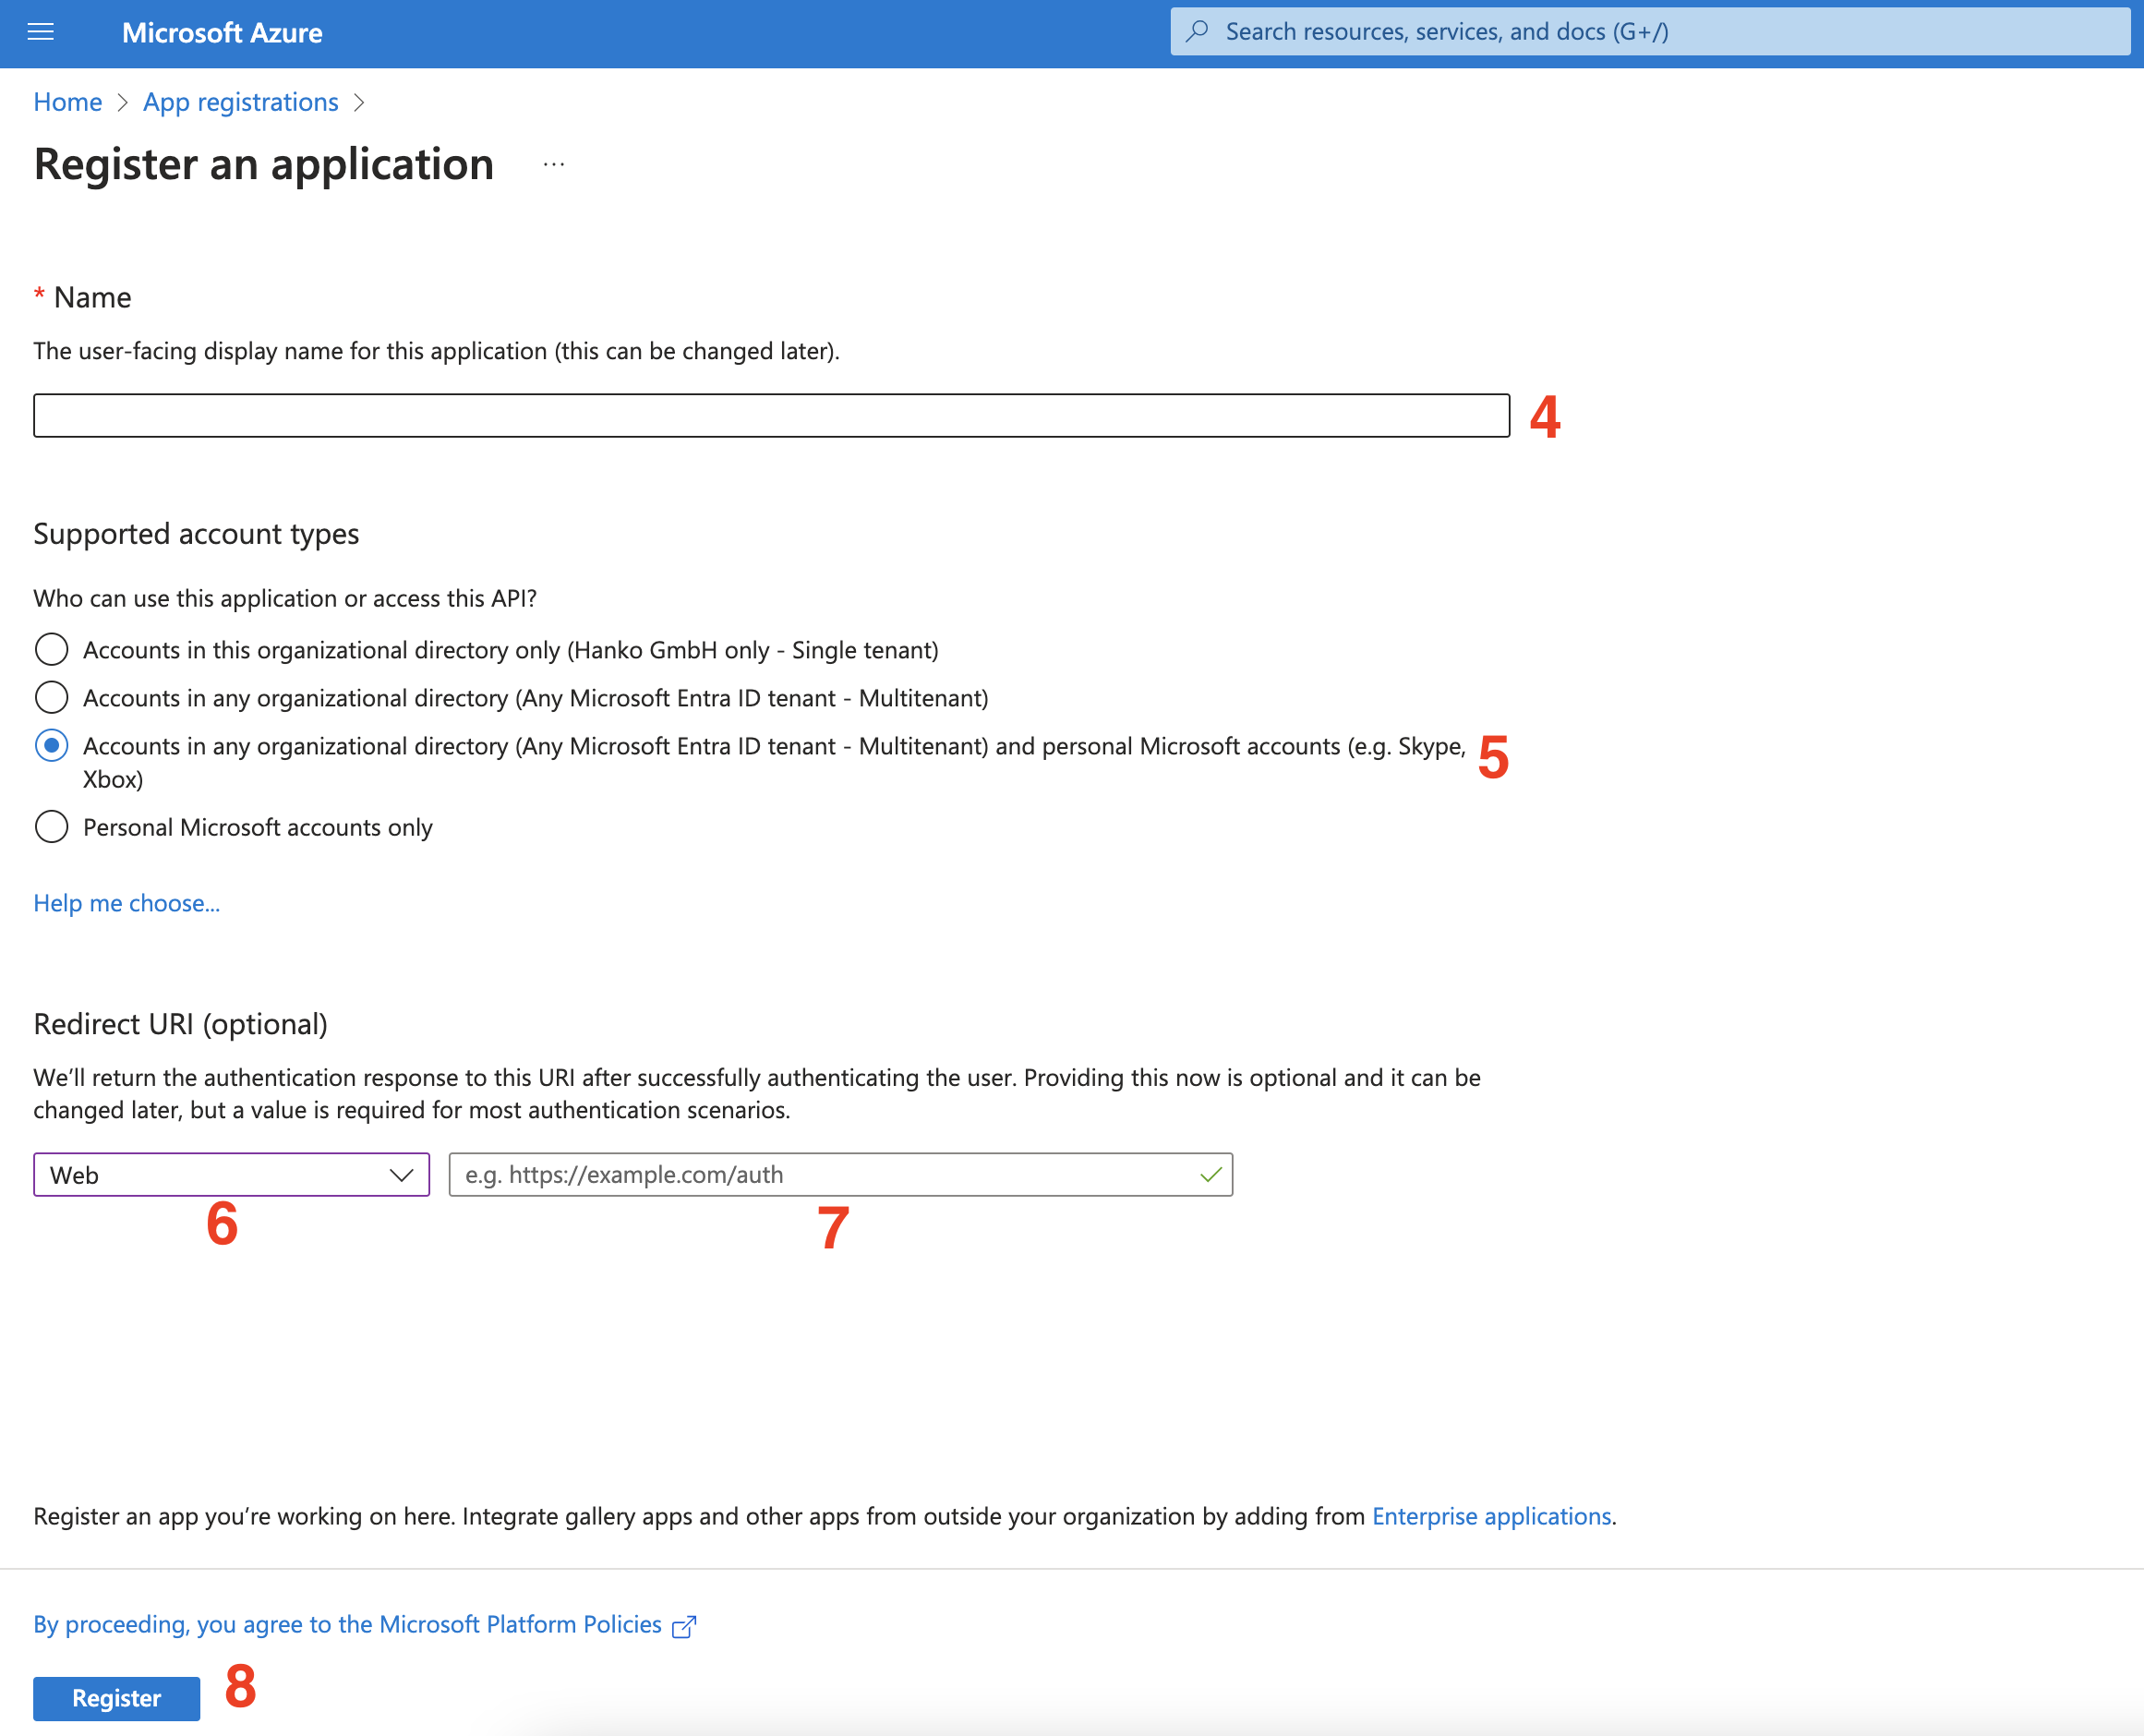 Microsoft Azure
Search resources, services, and docs (G+/)
Home > App registrations >
Register an application ...
* Name
The user-facing display name for this application (this can be changed later).
4
Supported account types
Who can use this application or access this API?
Accounts in this organizational directory only (Hanko GmbH only - Single tenant)
Accounts in any organizational directory (Any Microsoft Entra ID tenant - Multitenant)
Accounts in any organizational directory (Any Microsoft Entra ID tenant - Multitenant) and personal Microsoft accounts (e.g. Skype,
Xbox)
5
Personal Microsoft accounts only
Help me choose...
Redirect URI (optional)
We’ll return the authentication response to this URI after successfully authenticating the user. Providing this now is optional and it can be
changed later, but a value is required for most authentication scenarios.
Web
e.g. https://example.com/auth
6
7
Register an app you’re working on here. Integrate gallery apps and other apps from outside your organization by adding from Enterprise applications.
By proceeding, you agree to the Microsoft Platform Policies
Register
8